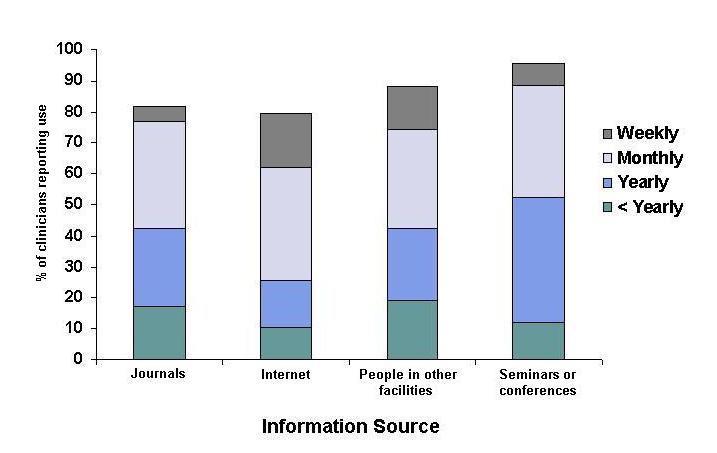 100
90
80
70
60
50
40
30
20
10
0
% of clinicians reporting use
Weekly
Monthly
Yearly
< Yearly
Journals
Internet
People in other
facilities
Seminars or
conferences
Information Source